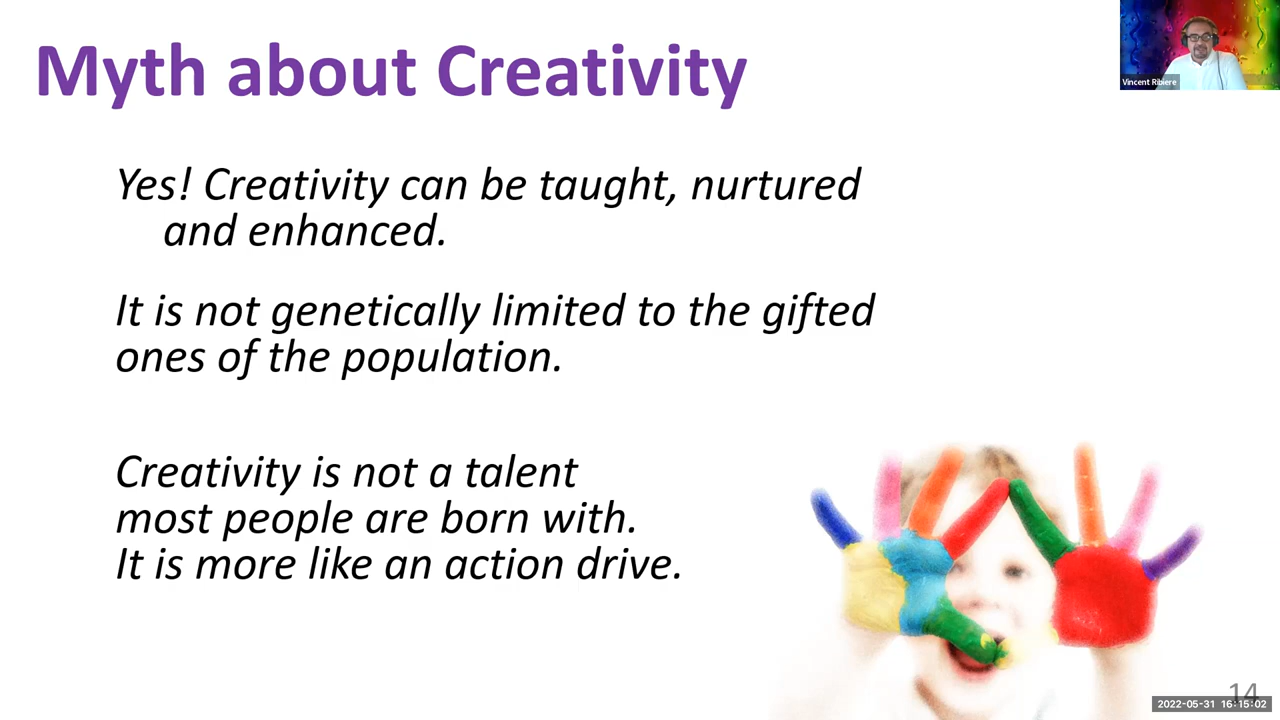 Myth about Creativity
Vincent Ribiere
Yes! Creativity can be taught, nurtured
and enhanced.
It is not genetically limited to the gifted
ones of the population.
Creativity is not a talent
most people are born with.
It is more like an action drive.
14
2022-05-31 16:15:02